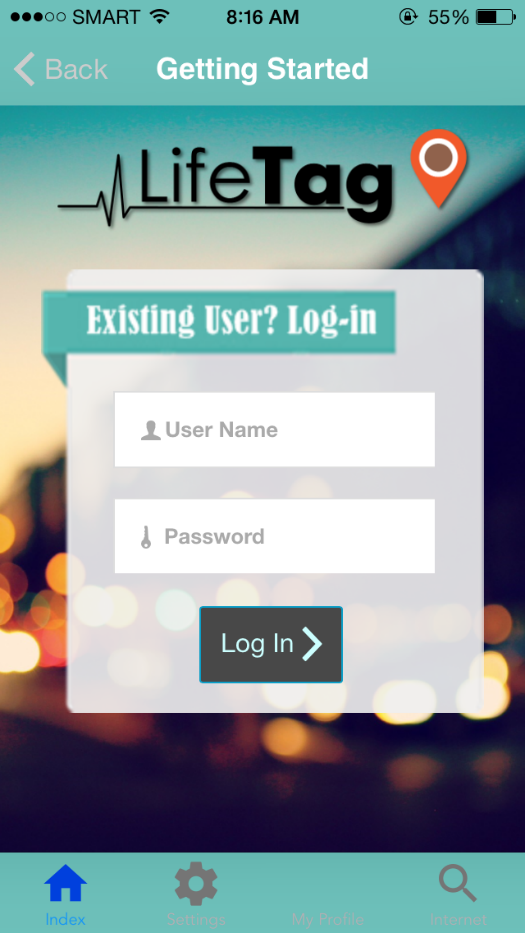 SMART 8:16 AM 55%
Back Getting Started
LifeTag
Existing User? Log-in
User Name
Password
Log In
Index Settings My Profile Internet